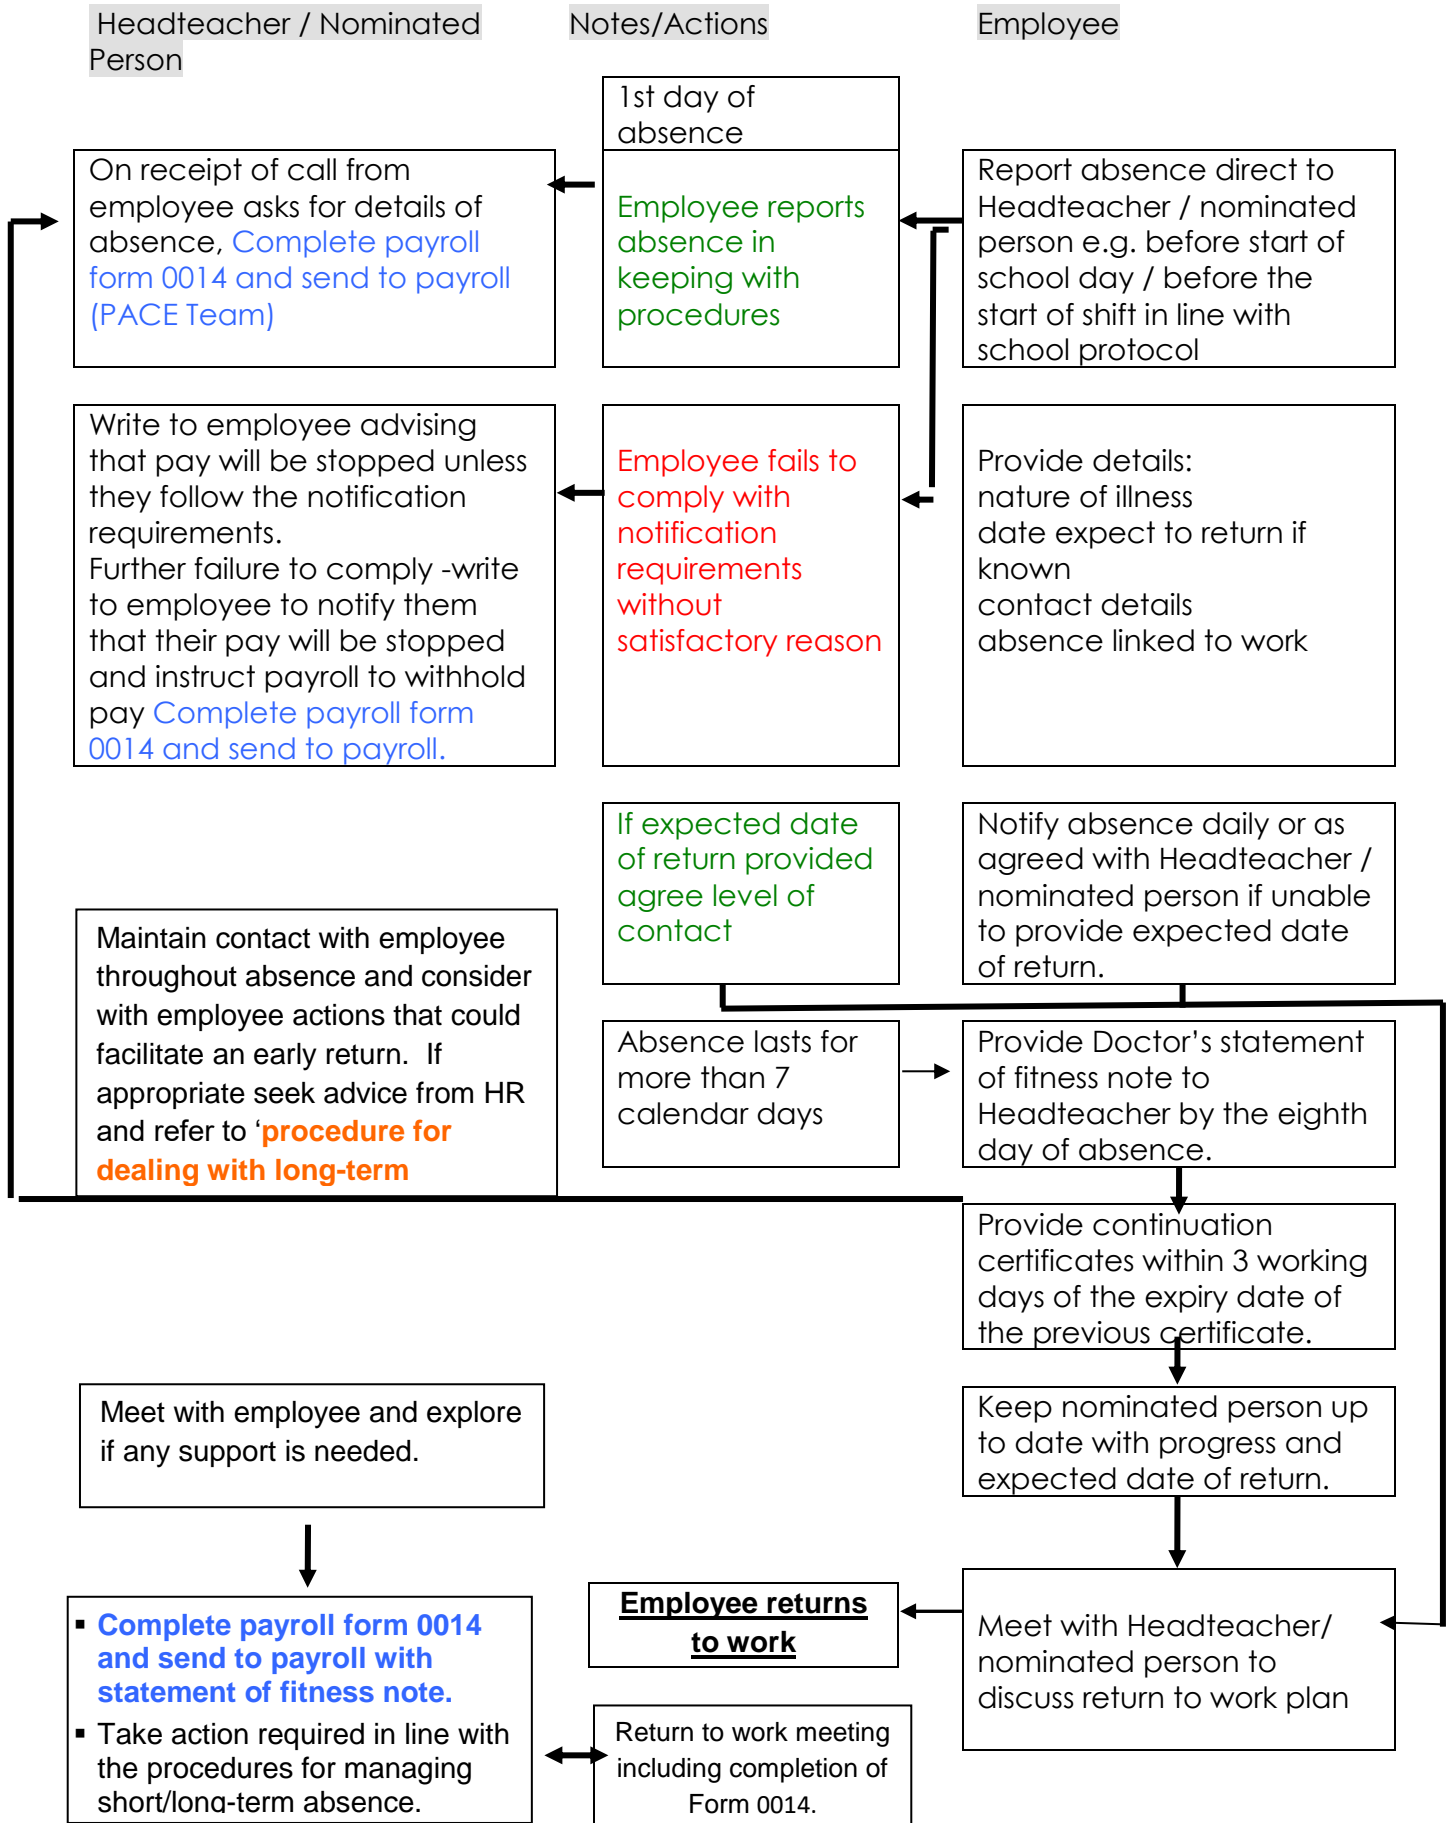 Headteacher / Nominated
Person
Notes/Actions
Employee
1st day of
absence
On receipt of call from
employee asks for details of
absence, Complete payroll
form 0014 and send to payroll
(PACE Team)
Employee reports
absence in
keeping with
procedures
Report absence direct to
Headteacher / nominated
person e.g. before start of
school day / before the
start of shift in line with
school protocol
Write to employee advising
that pay will be stopped unless
they follow the notification
requirements.
Further failure to comply -write
to employee to notify them
that their pay will be stopped
and instruct payroll to withhold
pay Complete payroll form
0014 and send to payroll.
Employee fails to
comply with
notification
requirements
without
satisfactory reason
Provide details:
nature of illness
date expect to return if
known
contact details
absence linked to work
If expected date
of return provided
agree level of
contact
Notify absence daily or as
agreed with Headteacher /
nominated person if unable
to provide expected date
of return.
Maintain contact with employee
throughout absence and consider
with employee actions that could
facilitate an early return.  If
appropriate seek advice from HR
and refer to ‘procedure for
dealing with long-term
Absence lasts for
more than 7
calendar days
Provide Doctor’s statement
of fitness note to
Headteacher by the eighth
day of absence.
Provide continuation
certificates within 3 working
days of the expiry date of
the previous certificate.
Meet with employee and explore
if any support is needed.
Keep nominated person up
to date with progress and
expected date of return.
▪ Complete payroll form 0014
and send to payroll with
statement of fitness note.
▪ Take action required in line with
the procedures for managing
short/long-term absence.
Employee returns
to work
Meet with Headteacher/
nominated person to
discuss return to work plan
Return to work meeting
including completion of
Form 0014.